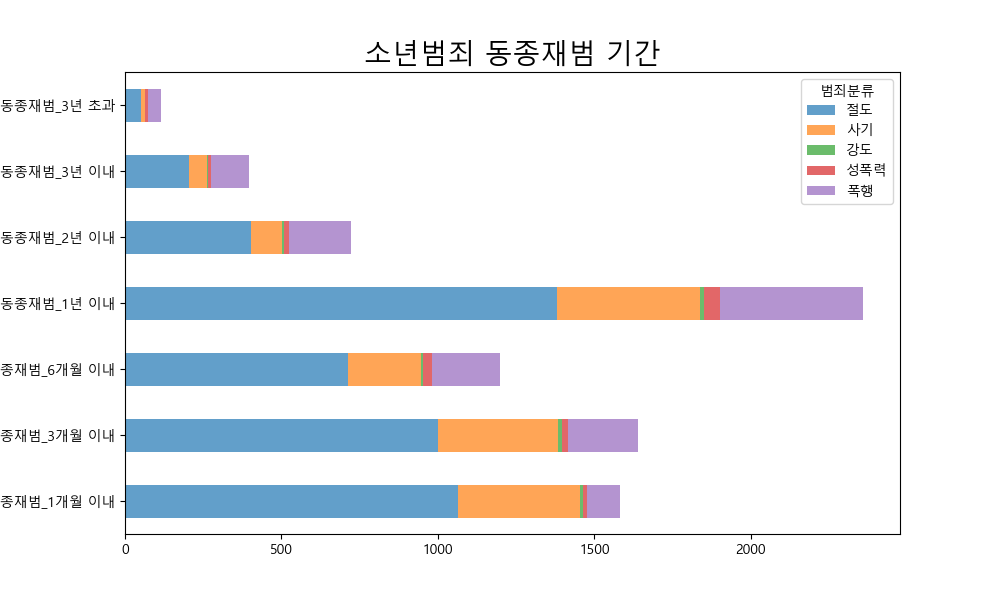 소년범죄 동종재범 기간
동종재범_3년 초과
동종재범_3년 이내
동종재범_2년 이내
동종재범_1년 이내
종재범_6개월 이내
종재범_3개월 이내
종재범_1개월 이내
0 500 1000 1500 2000
범죄분류
절도
사기
강도
성폭력
폭행